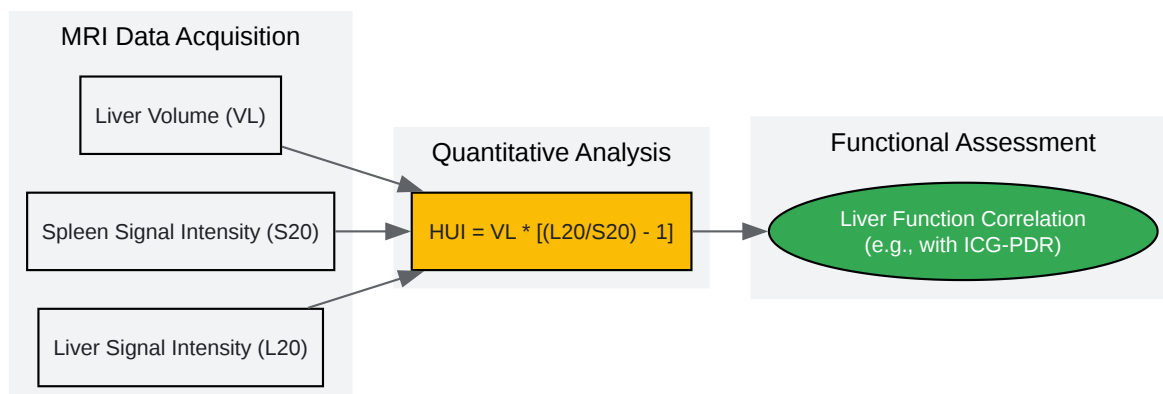 MRI Data Acquisition
Liver Volume (VL)
Spleen Signal Intensity (S20)
Liver Signal Intensity (L20)
Quantitative Analysis
HUI = VL * [(L20/S20) - 1]
Functional Assessment
Liver Function Correlation
(e.g., with ICG-PDR)